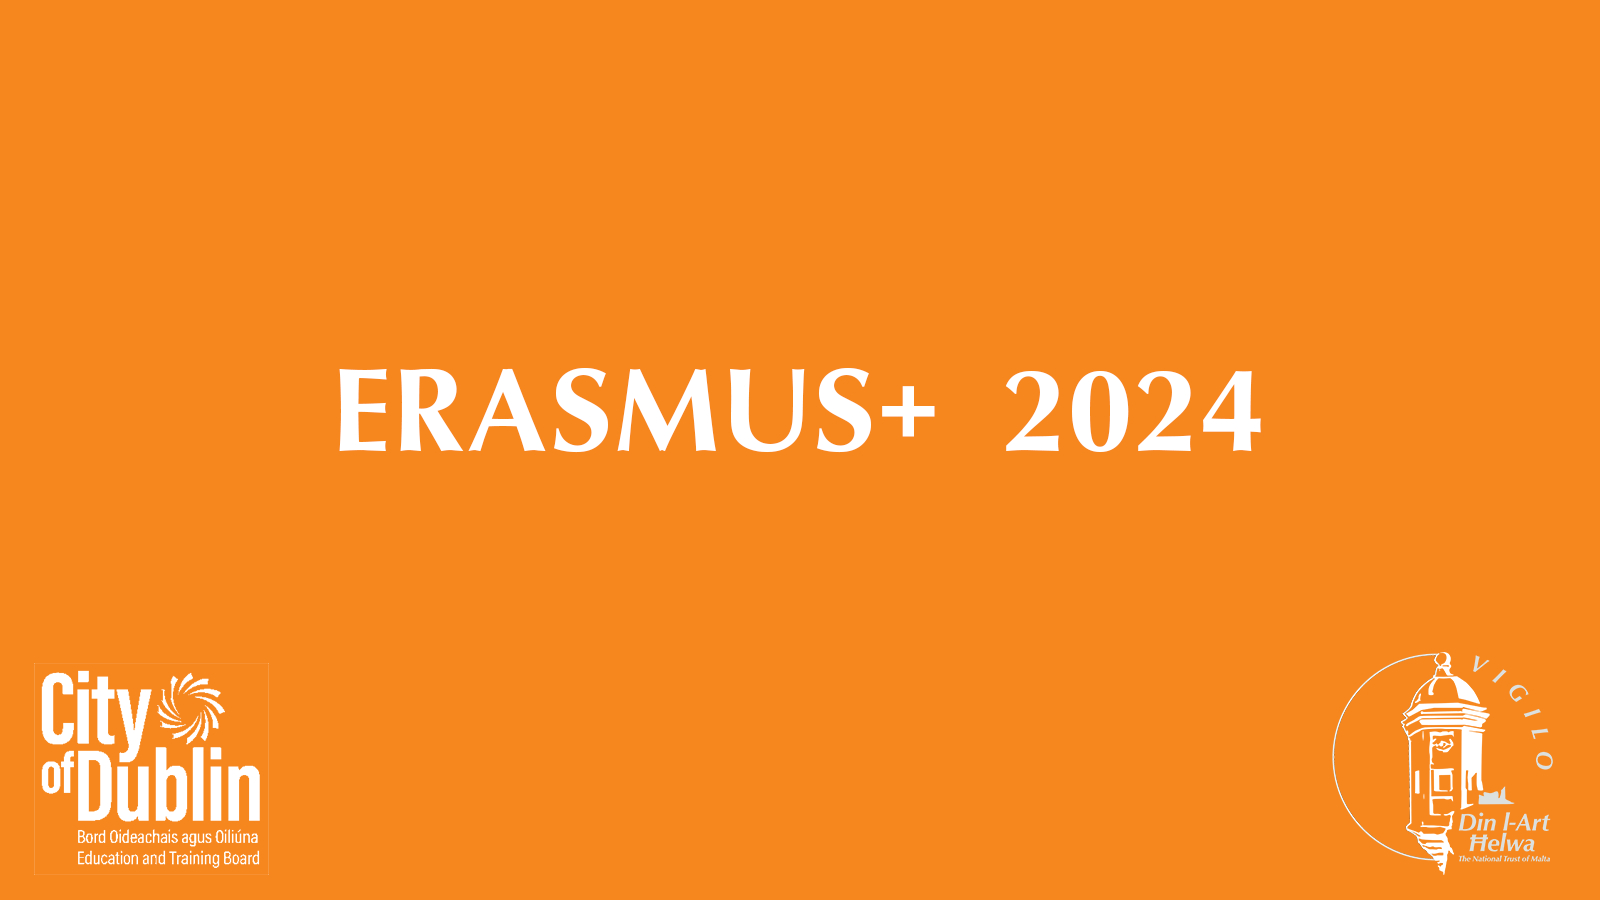 ERASMUS+ 2024
City
of Dublin
Bord Oideachais agus Oiliúna
Education and Training Board
VIGILO
Din l-Art
Ħelwa
The National Trust of Malta